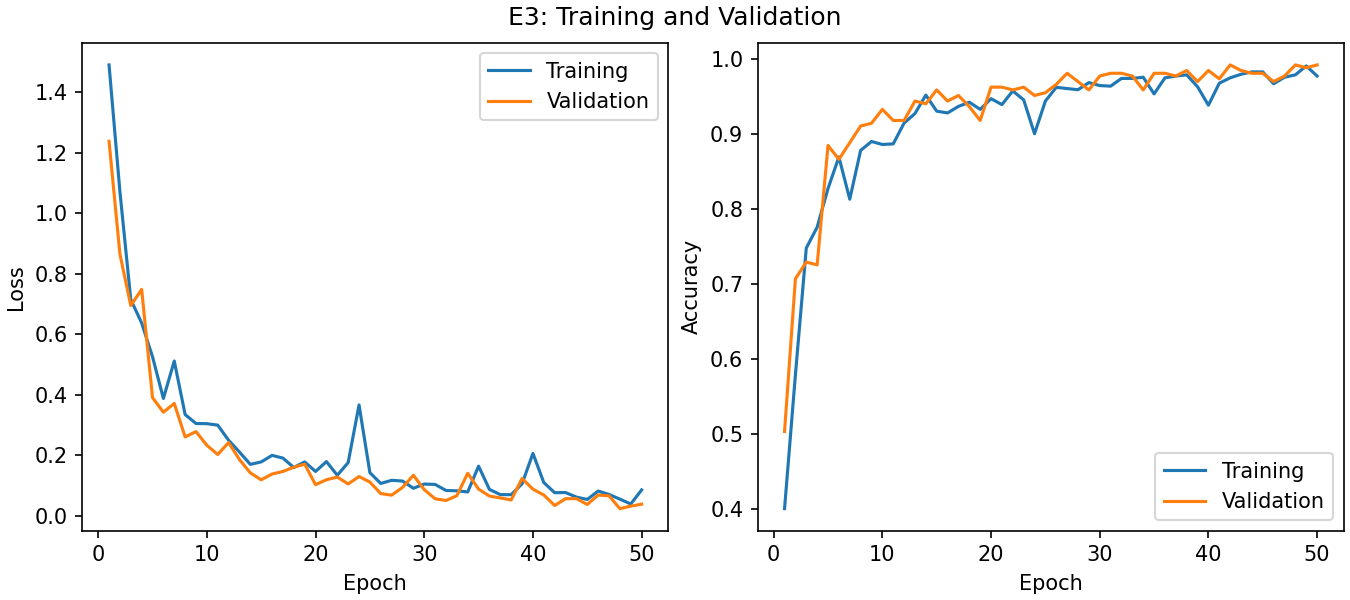 E3: Training and Validation
Loss
1.4
1.2
1.0
0.8
0.6
0.4
0.2
0.0
0 10 20 30 40 50
Epoch
Training
Validation
Accuracy
1.0
0.9
0.8
0.7
0.6
0.5
0.4
0 10 20 30 40 50
Epoch
Training
Validation